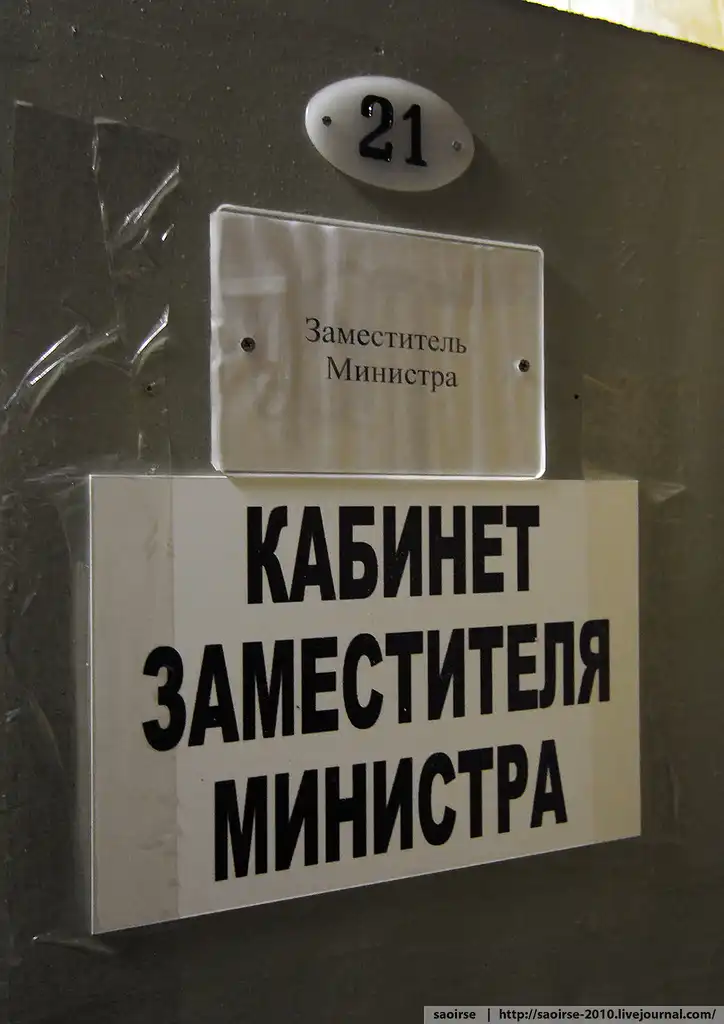 21
Заместитель
Министра
КАБИНЕТ
ЗАМЕСТИТЕЛЯ
МИНИСТРА
saoirse | http://saoirse-2010.livejournal.com/